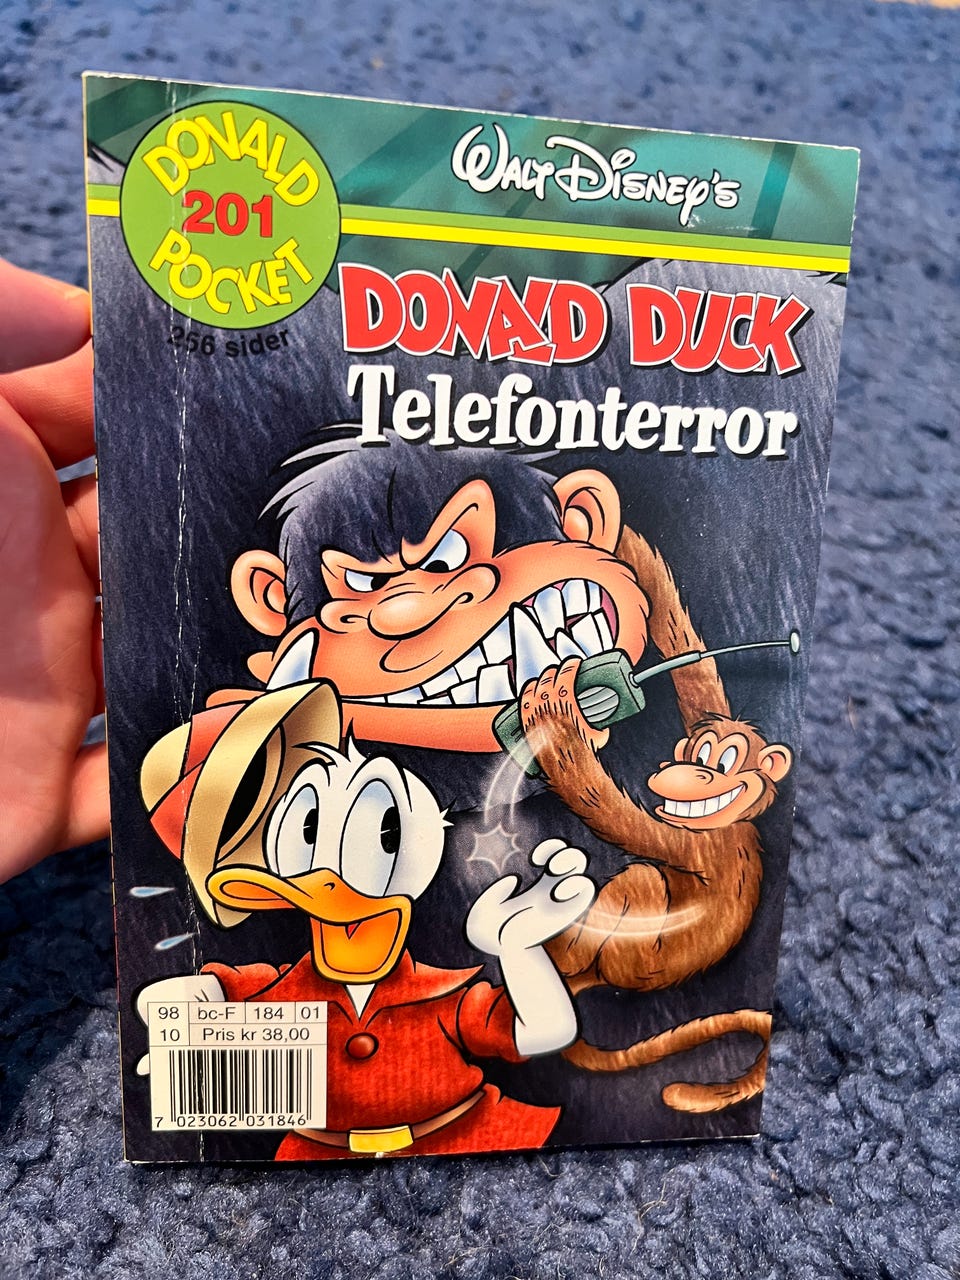 DONALD
201
POCKET
256 sider
WALT DISNEY'S
DONALD DUCK
Telefonterror
98 bc-F 184 01
10 Pris kr 38,00
7 023062 031846